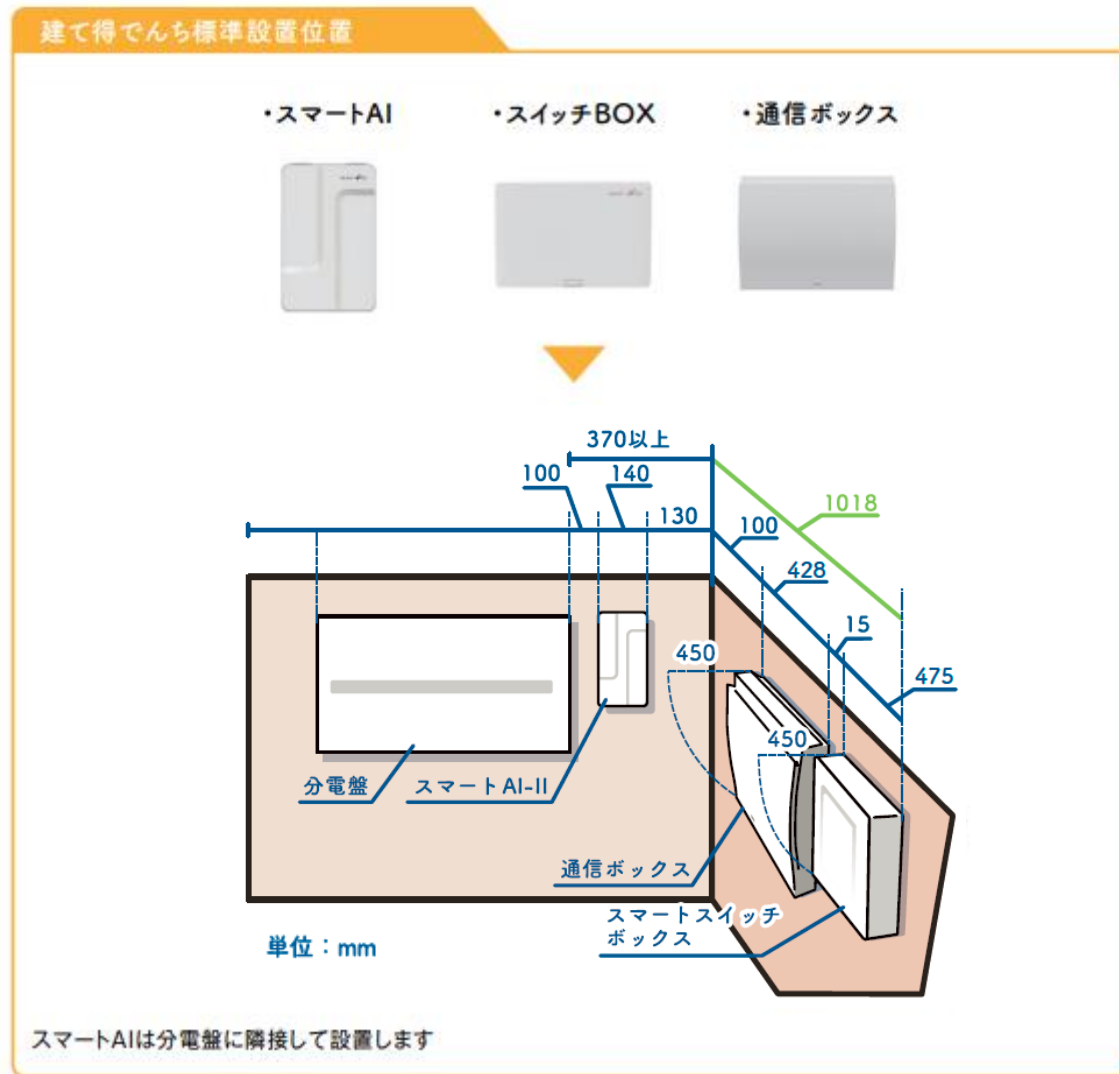 建て得でんち標準設置位置
・スマートAI
・スイッチBOX
・通信ボックス
370以上
100
140
130
1018
100
428
15
475
450
450
分電盤
スマートAI-II
通信ボックス
スマートスイッチ
ボックス
単位：mm
スマートAIは分電盤に隣接して設置します